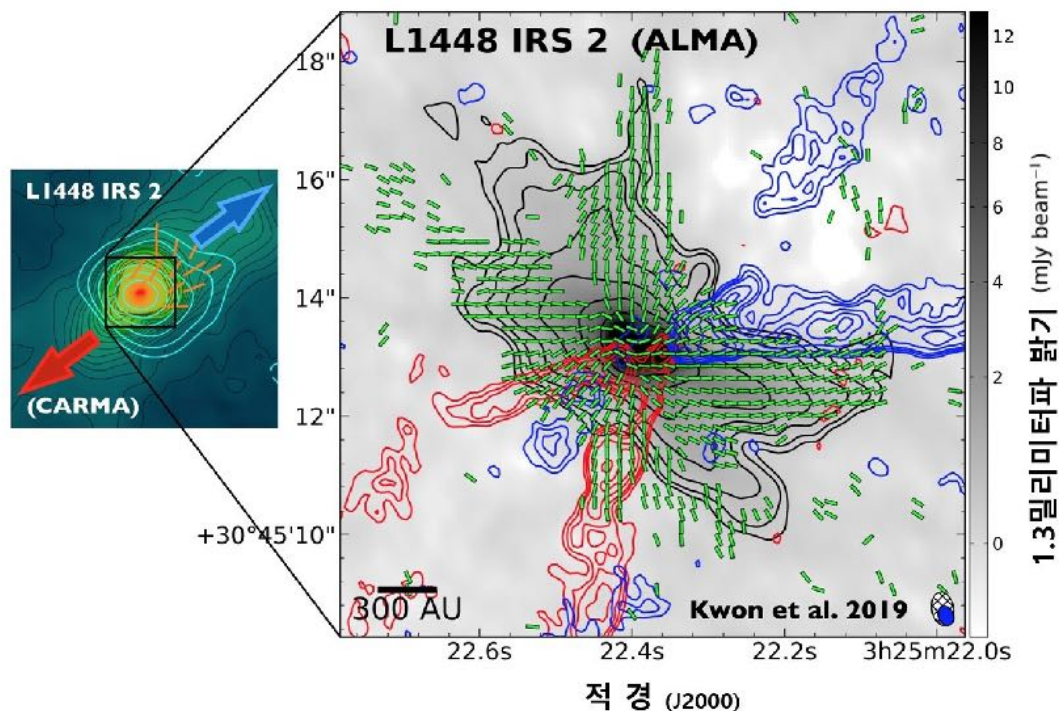 L1448 IRS 2 (ALMA)
L1448 IRS 2
(CARMA)
18"
16"
14"
12"
+30°45'10"
300 AU
Kwon et al. 2019
22.6s
22.4s
22.2s
3h25m22.0s
적 경 (J2000)
12
10
8
6
4
2
0
1.3밀리미터파 밝기 (mJy beam⁻¹)